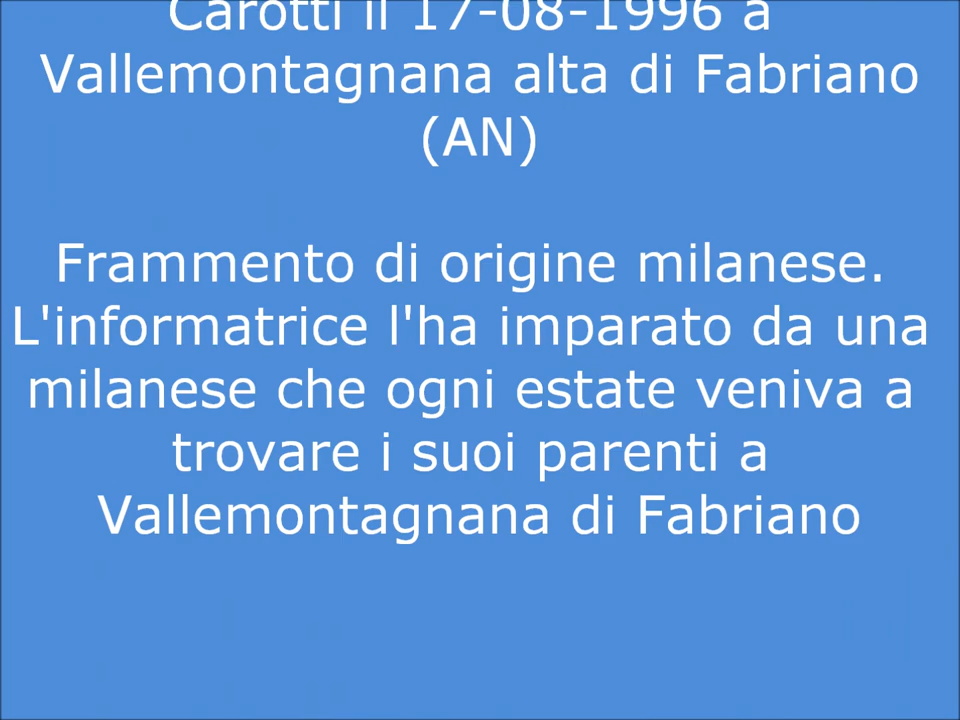 Carotti il 17-08-1996 a
Vallemontagnana alta di Fabriano
(AN)
Frammento di origine milanese.
L'informatrice l'ha imparato da una
milanese che ogni estate veniva a
trovare i suoi parenti a
Vallemontagnana di Fabriano